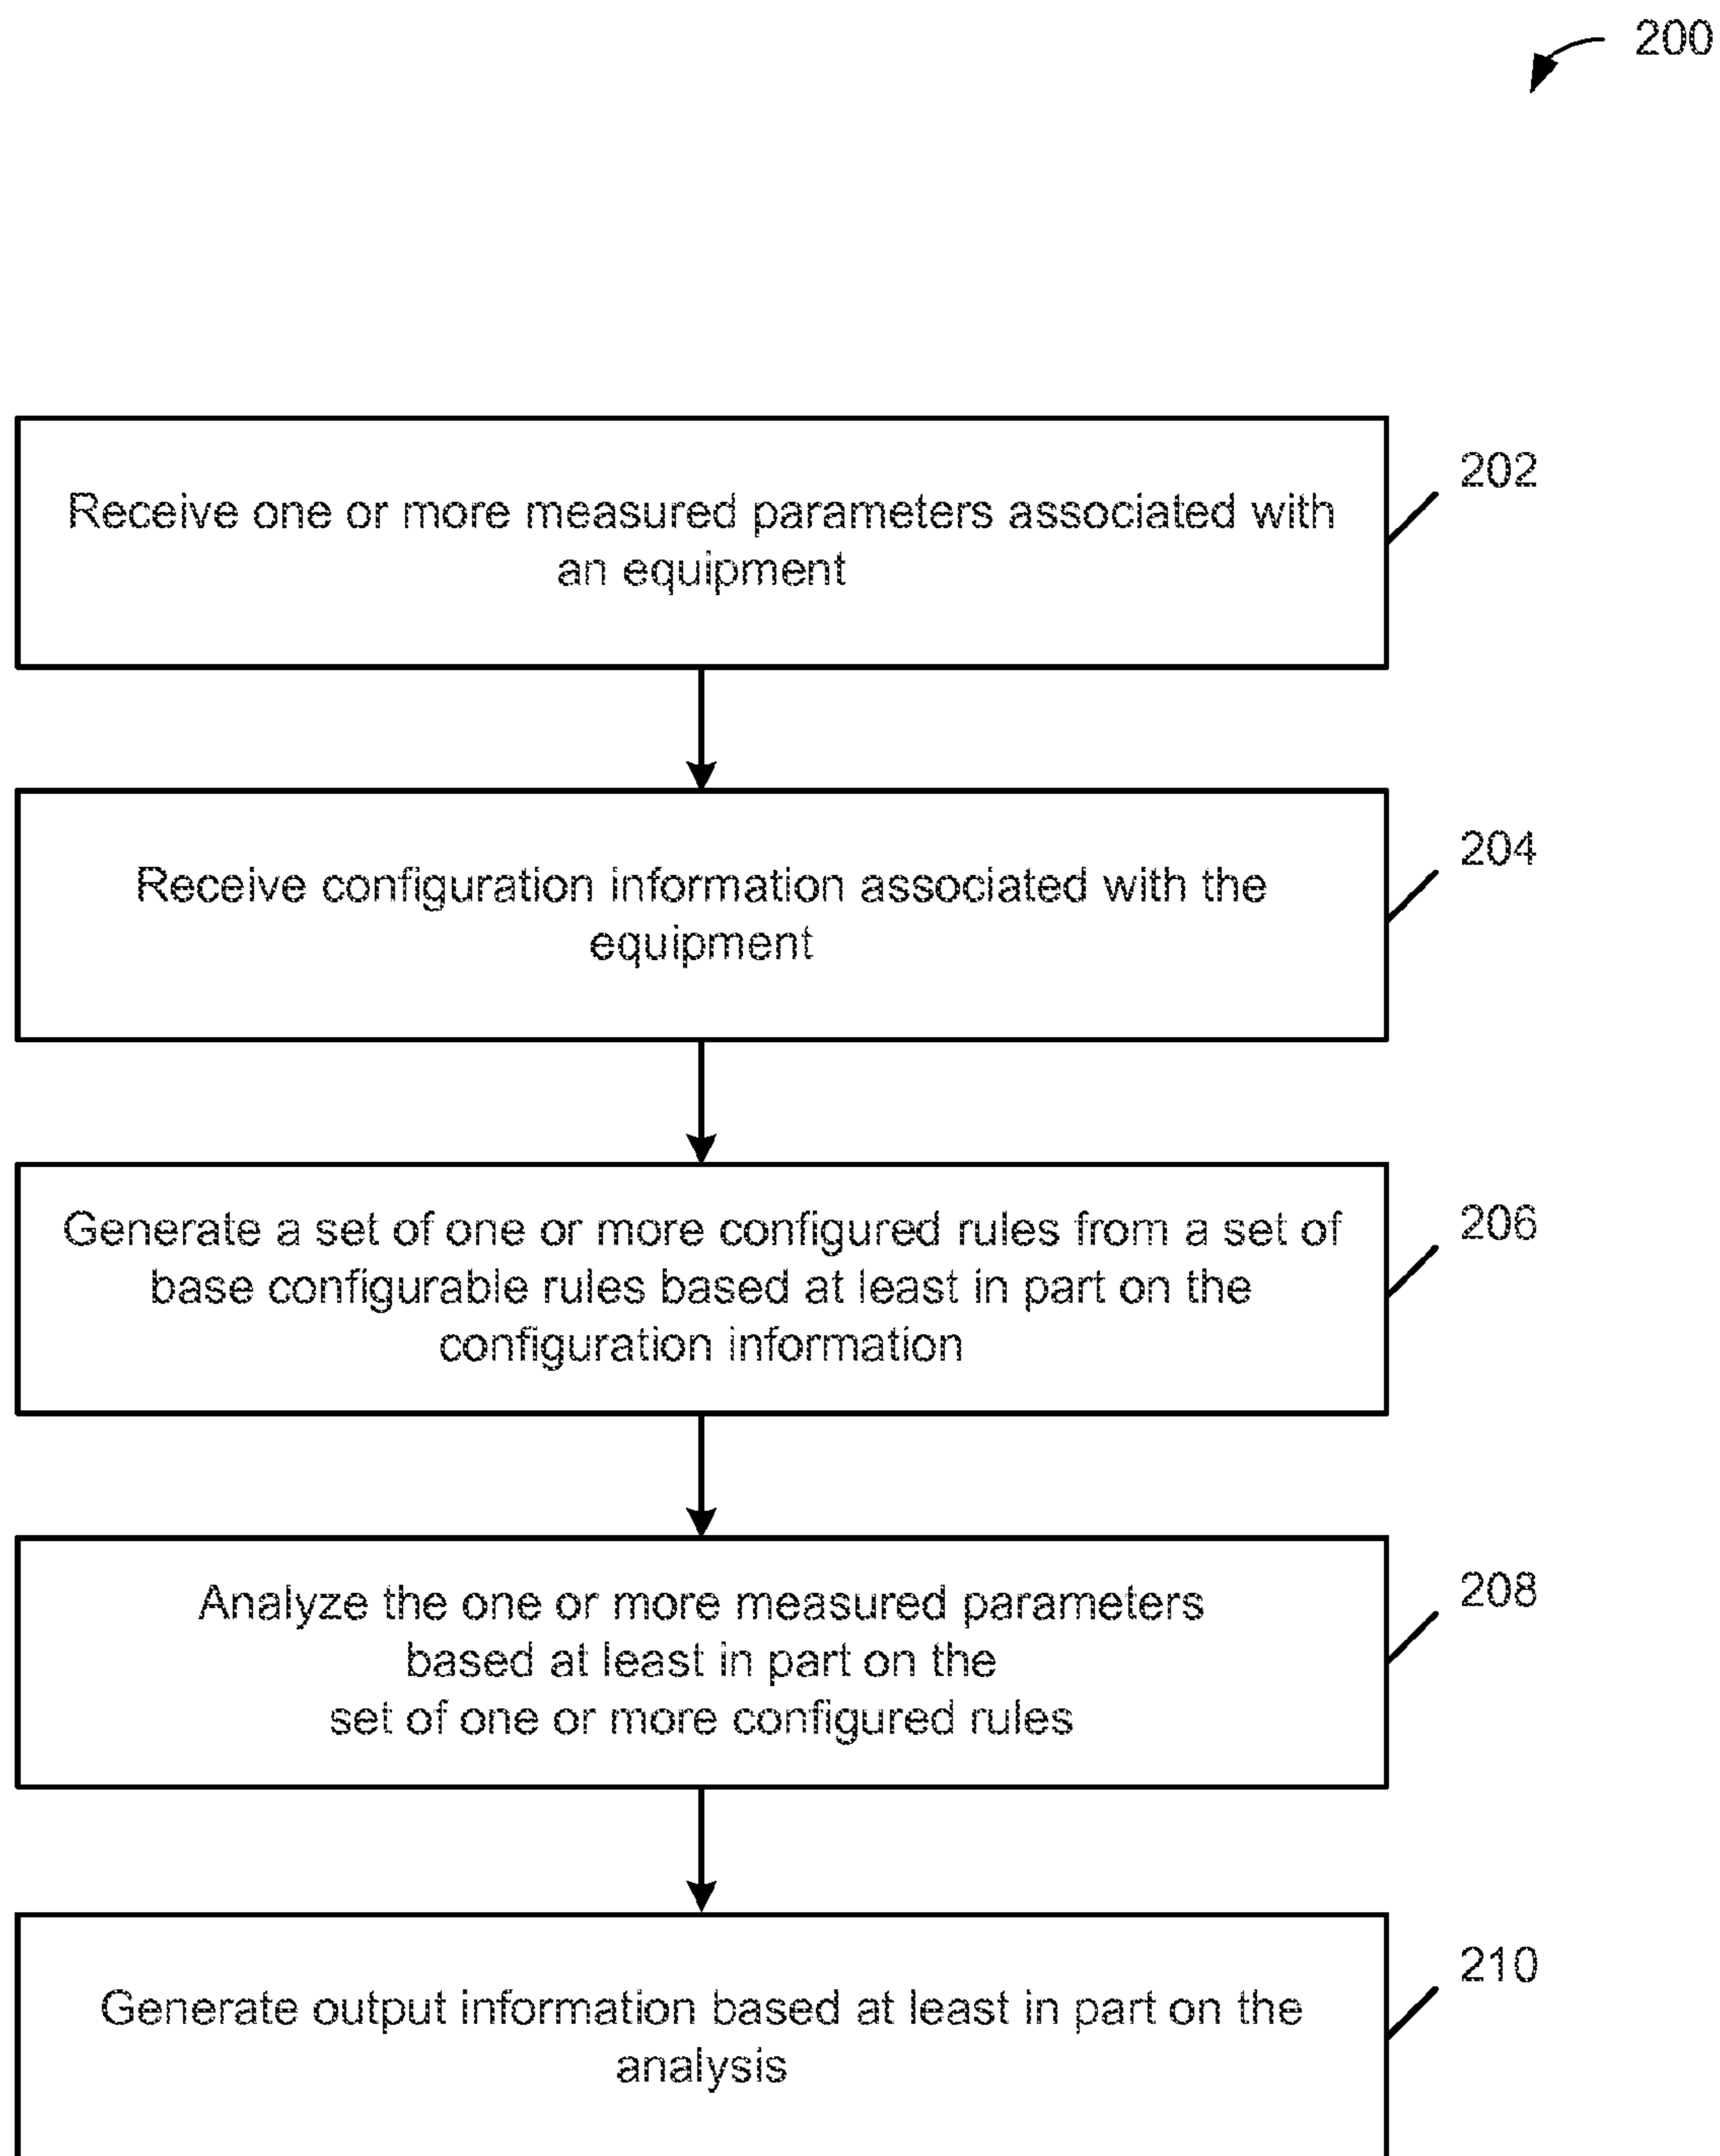 200
Receive one or more measured parameters associated with
an equipment
202
Receive configuration information associated with the
equipment
204
Generate a set of one or more configured rules from a set of
base configurable rules based at least in part on the
configuration information
206
Analyze the one or more measured parameters
based at least in part on the
set of one or more configured rules
208
Generate output information based at least in part on the
analysis
210